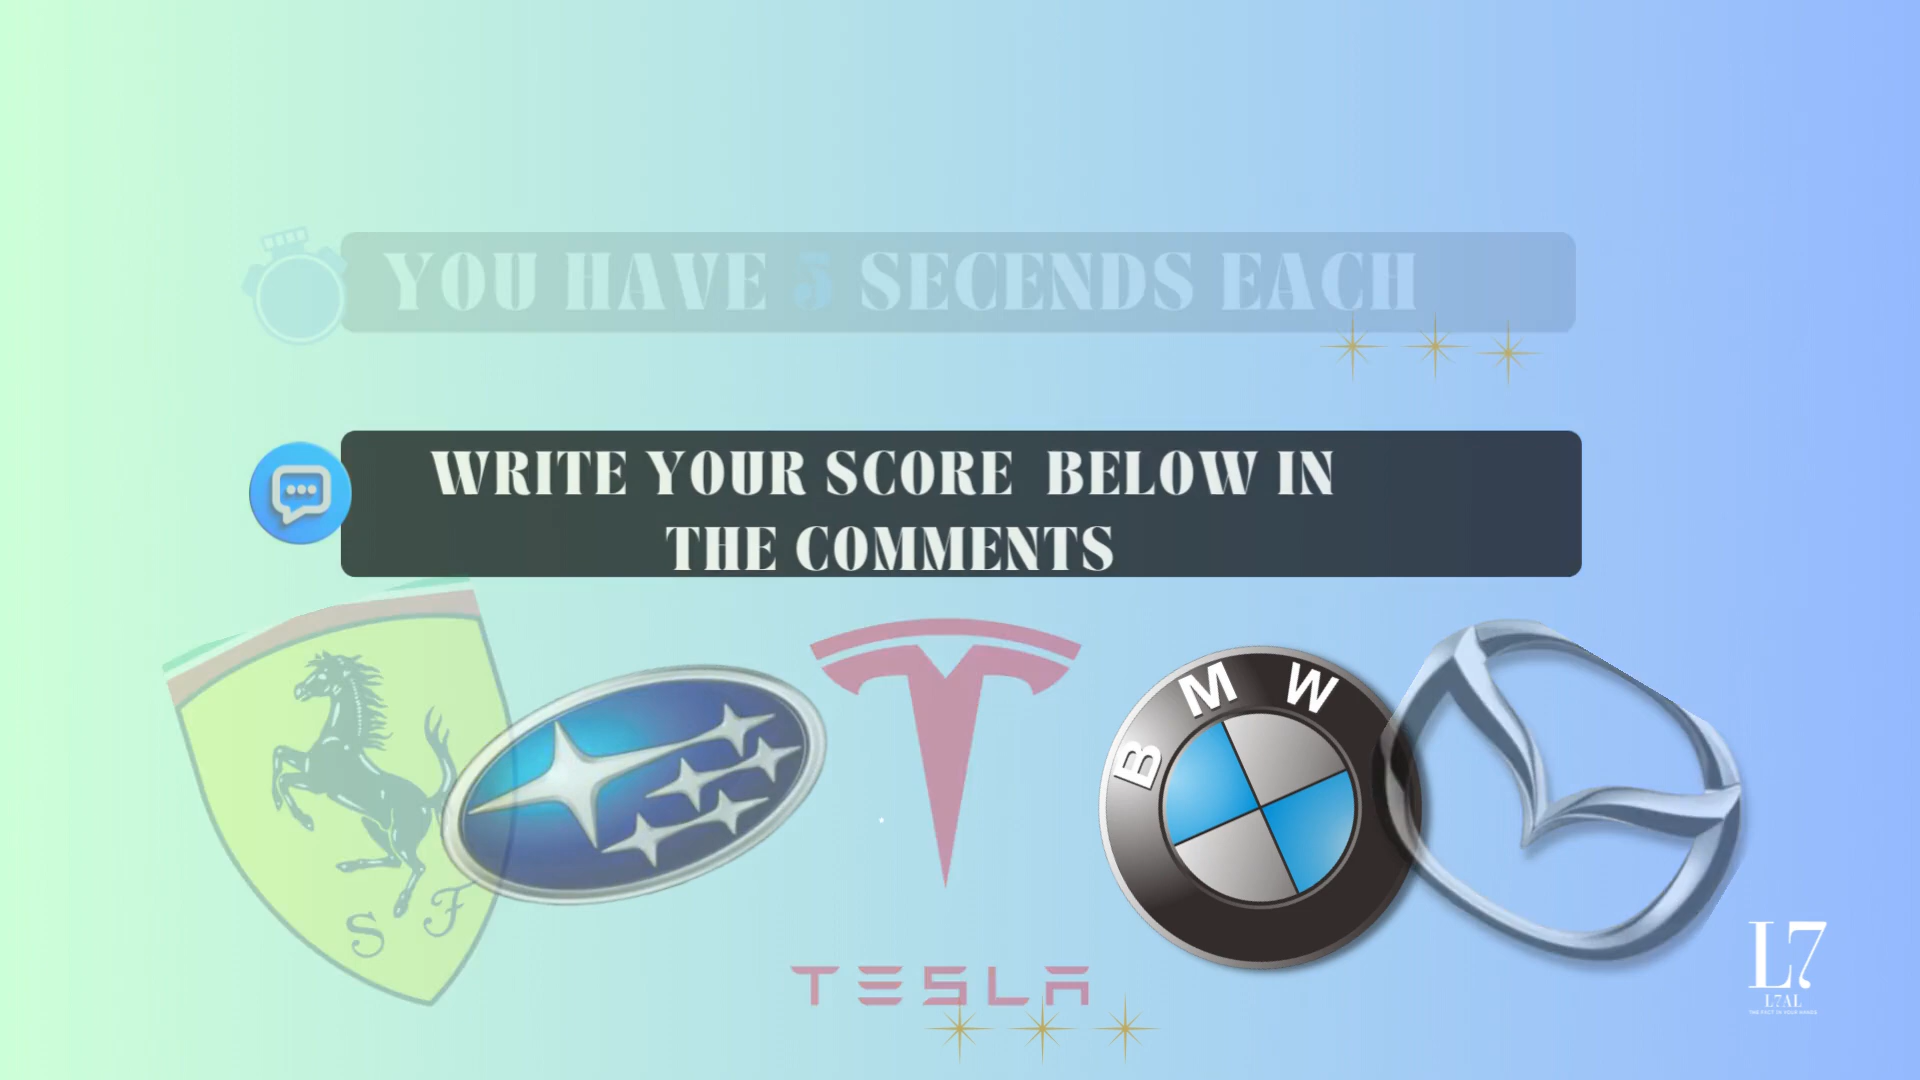 YOU HAVE 5 SECENDS EACH
WRITE YOUR SCORE BELOW IN
THE COMMENTS
B M W
S F
TESLA
L7
L7AL